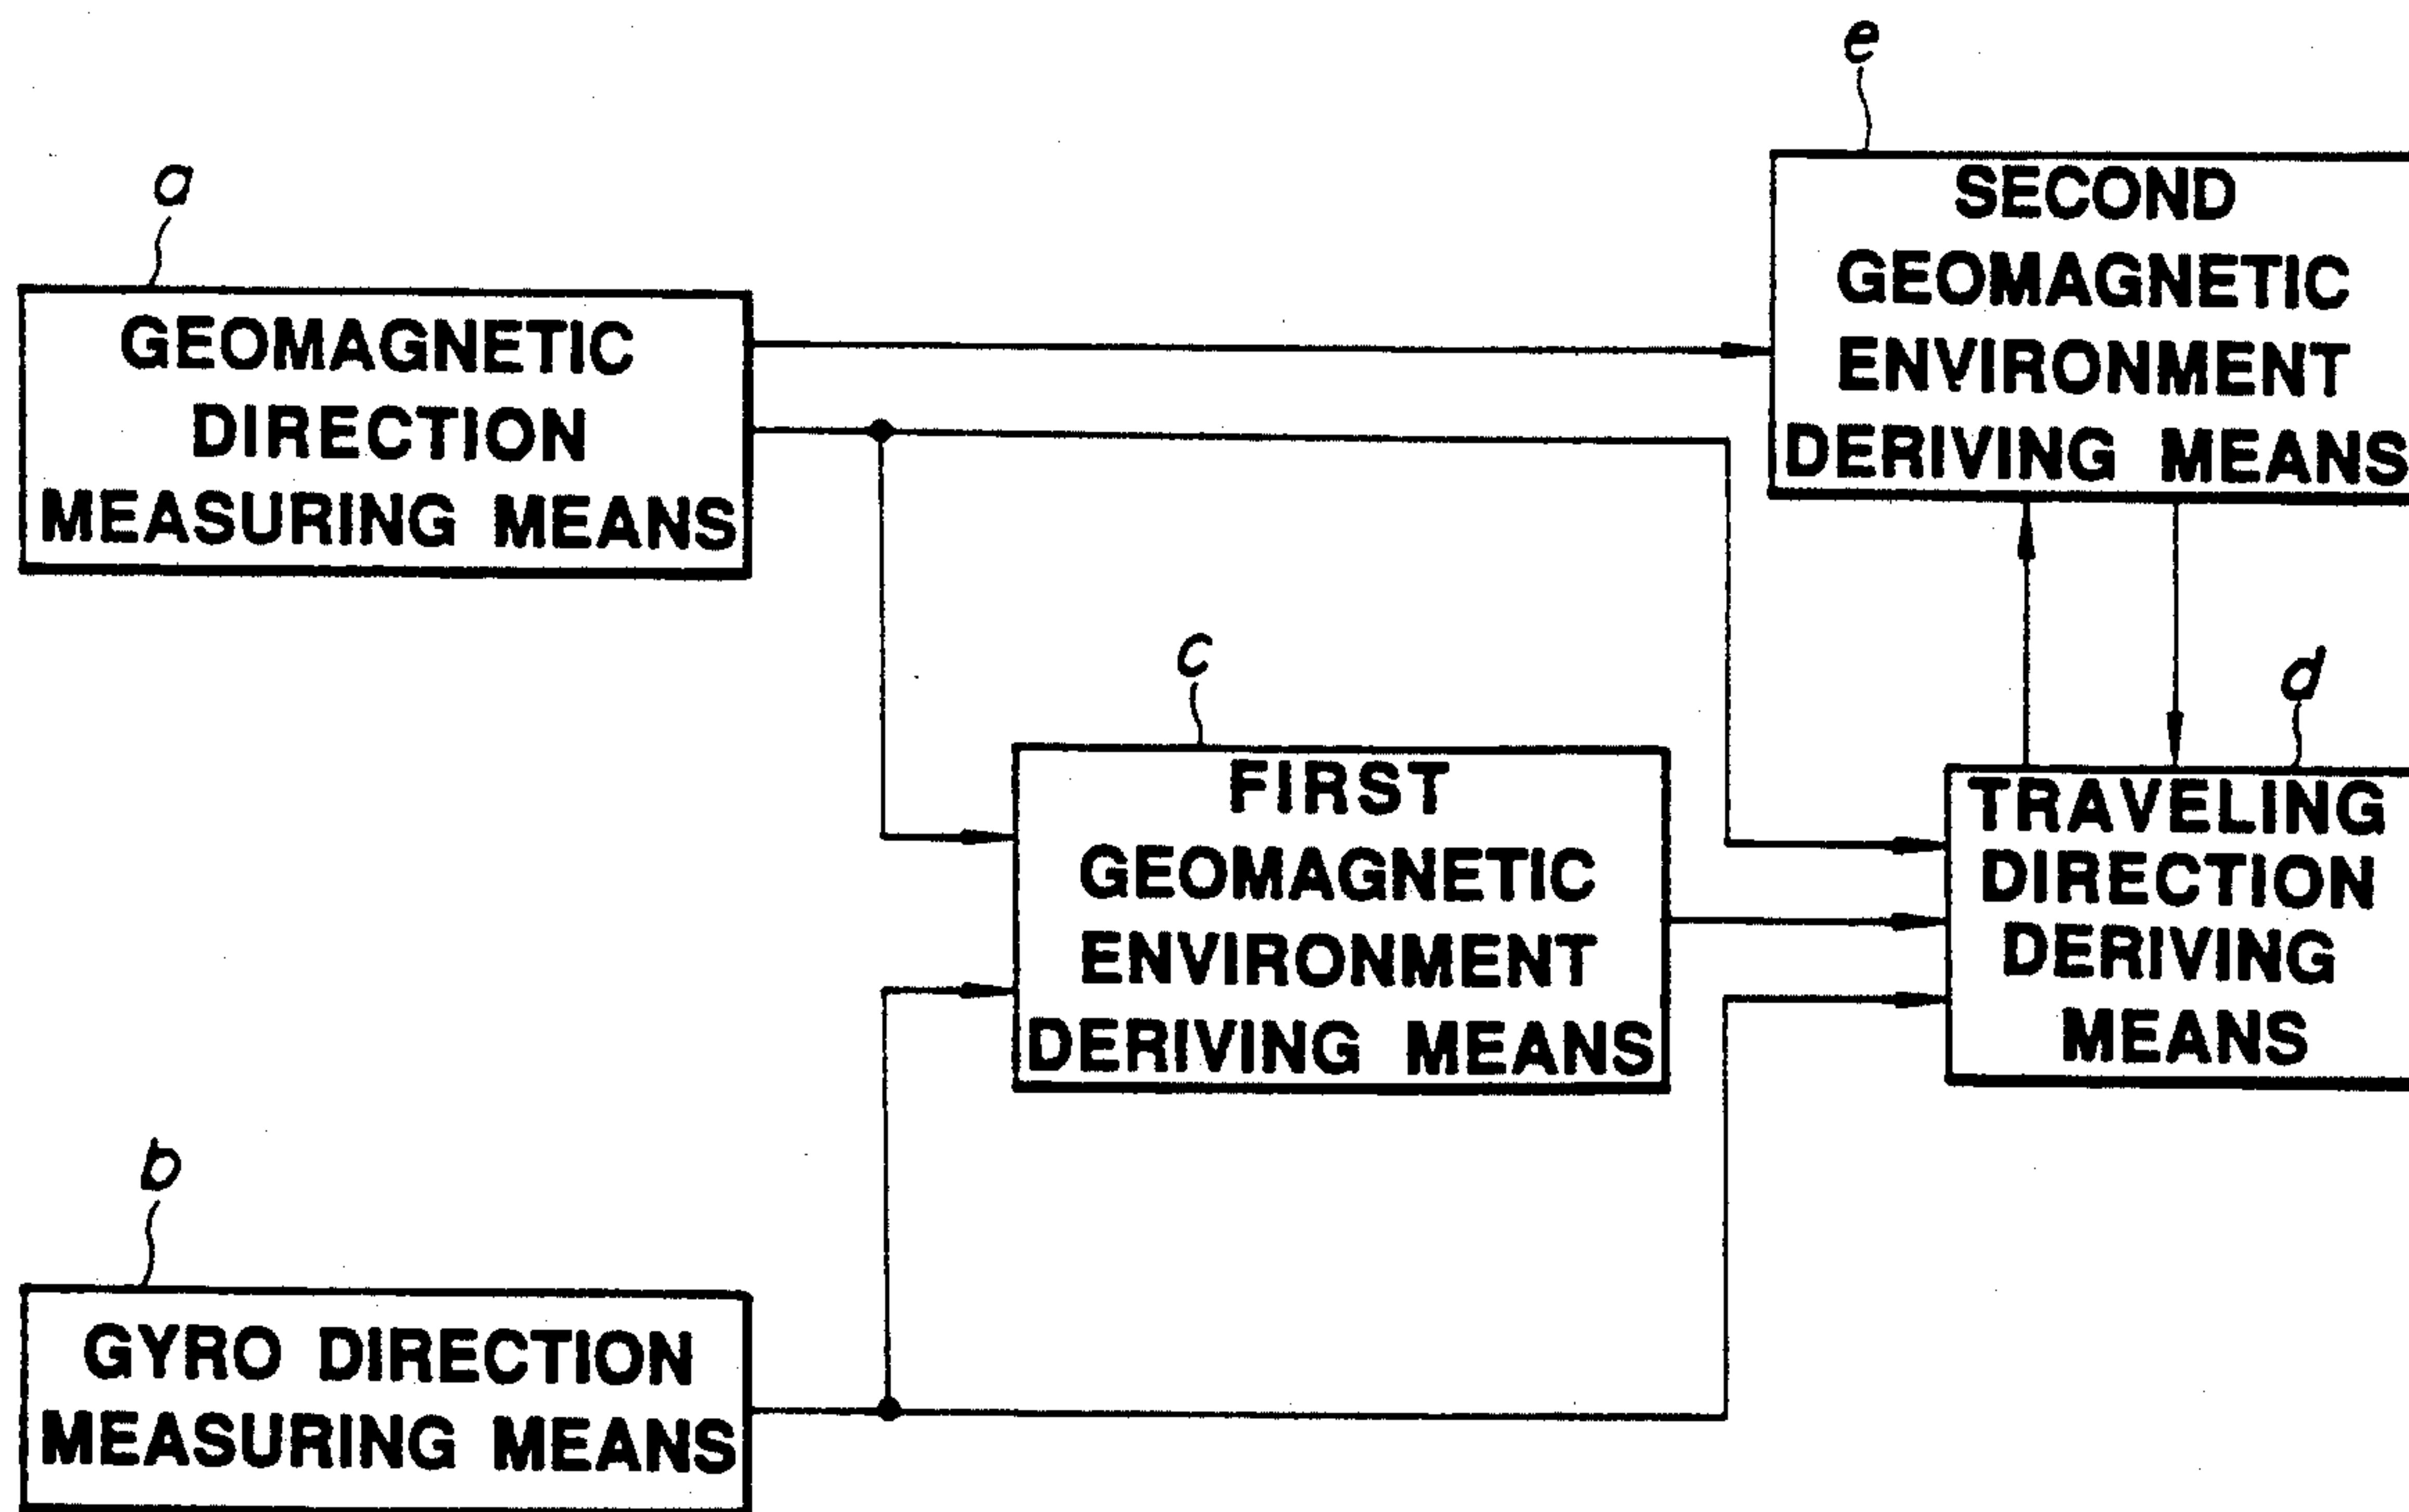 a
GEOMAGNETIC
DIRECTION
MEASURING MEANS
e
SECOND
GEOMAGNETIC
ENVIRONMENT
DERIVING MEANS
c
FIRST
GEOMAGNETIC
ENVIRONMENT
DERIVING MEANS
d
TRAVELING
DIRECTION
DERIVING
MEANS
b
GYRO DIRECTION
MEASURING MEANS